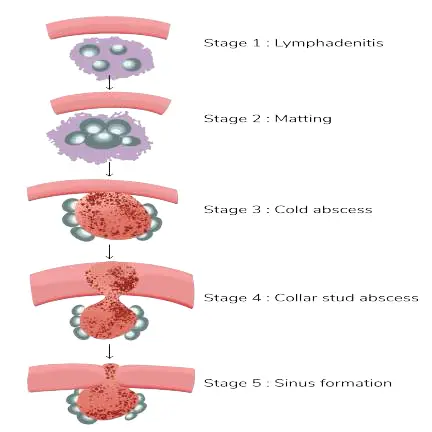 Stage 1 : Lymphadenitis
Stage 2 : Matting
Stage 3 : Cold abscess
Stage 4 : Collar stud abscess
Stage 5 : Sinus formation